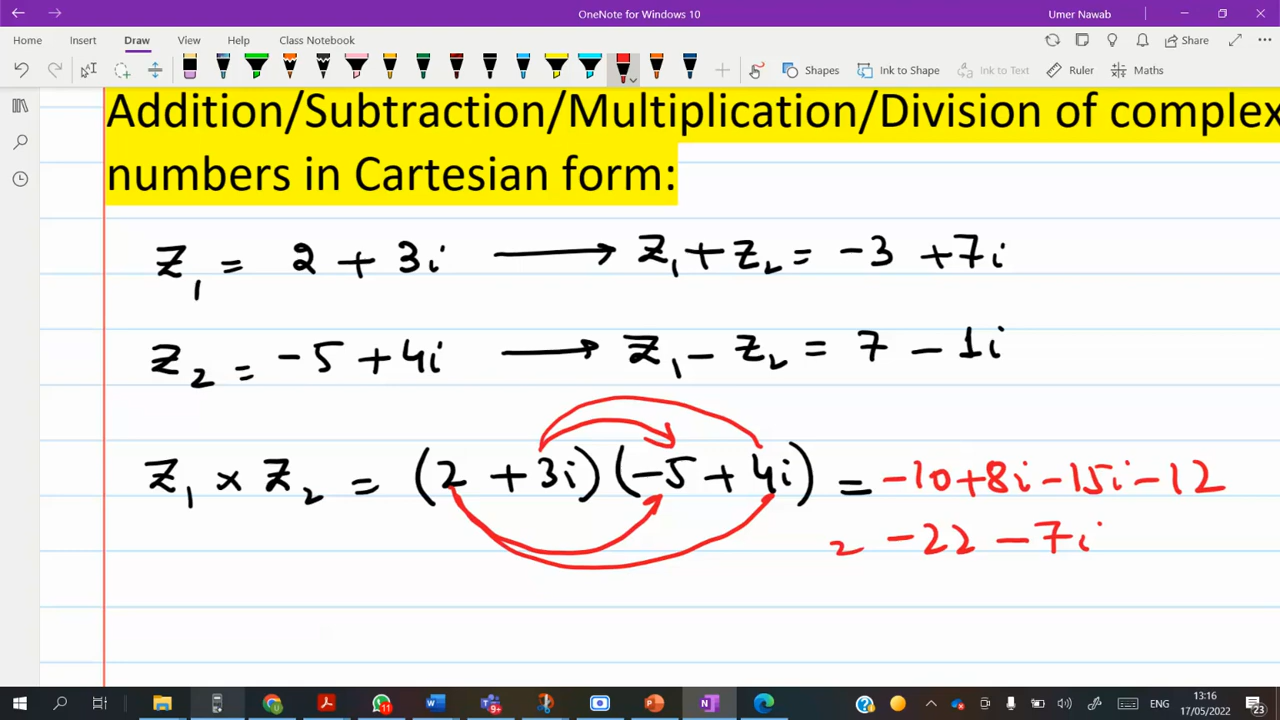 OneNote for Windows 10
Umer Nawab
Home Insert Draw View Help Class Notebook
Share
Shapes Ink to Shape Ink to Text Ruler Maths
Addition/Subtraction/Multiplication/Division of complex
numbers in Cartesian form:
z₁ = 2 + 3i ⟶ z₁ + z₂ = -3 + 7i
z₂ = -5 + 4i ⟶ z₁ - z₂ = 7 - 1i
z₁ × z₂ = (2 + 3i)(-5 + 4i) = -10 + 8i - 15i - 12
= -22 - 7i
9+
11
ENG
13:16
17/05/2022
23